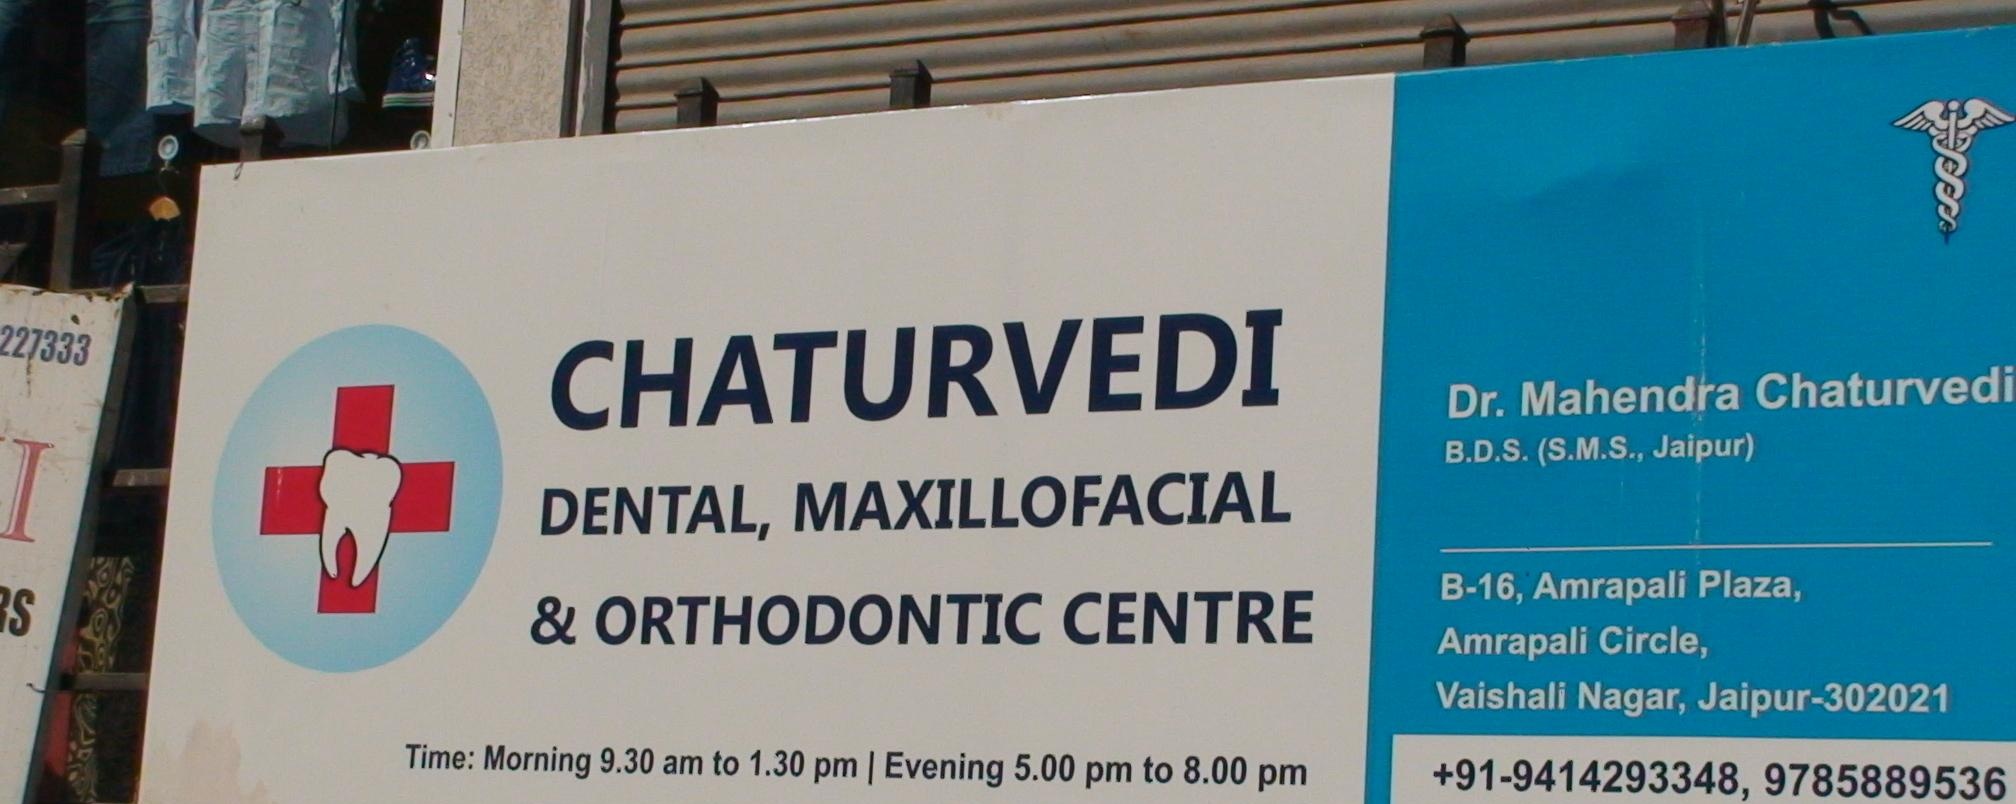 227333
I
RS
CHATURVEDI
DENTAL, MAXILLOFACIAL
& ORTHODONTIC CENTRE
Time: Morning 9.30 am to 1.30 pm | Evening 5.00 pm to 8.00 pm
Dr. Mahendra Chaturvedi
B.D.S. (S.M.S., Jaipur)
B-16, Amrapali Plaza,
Amrapali Circle,
Vaishali Nagar, Jaipur-302021
+91-9414293348, 9785889536